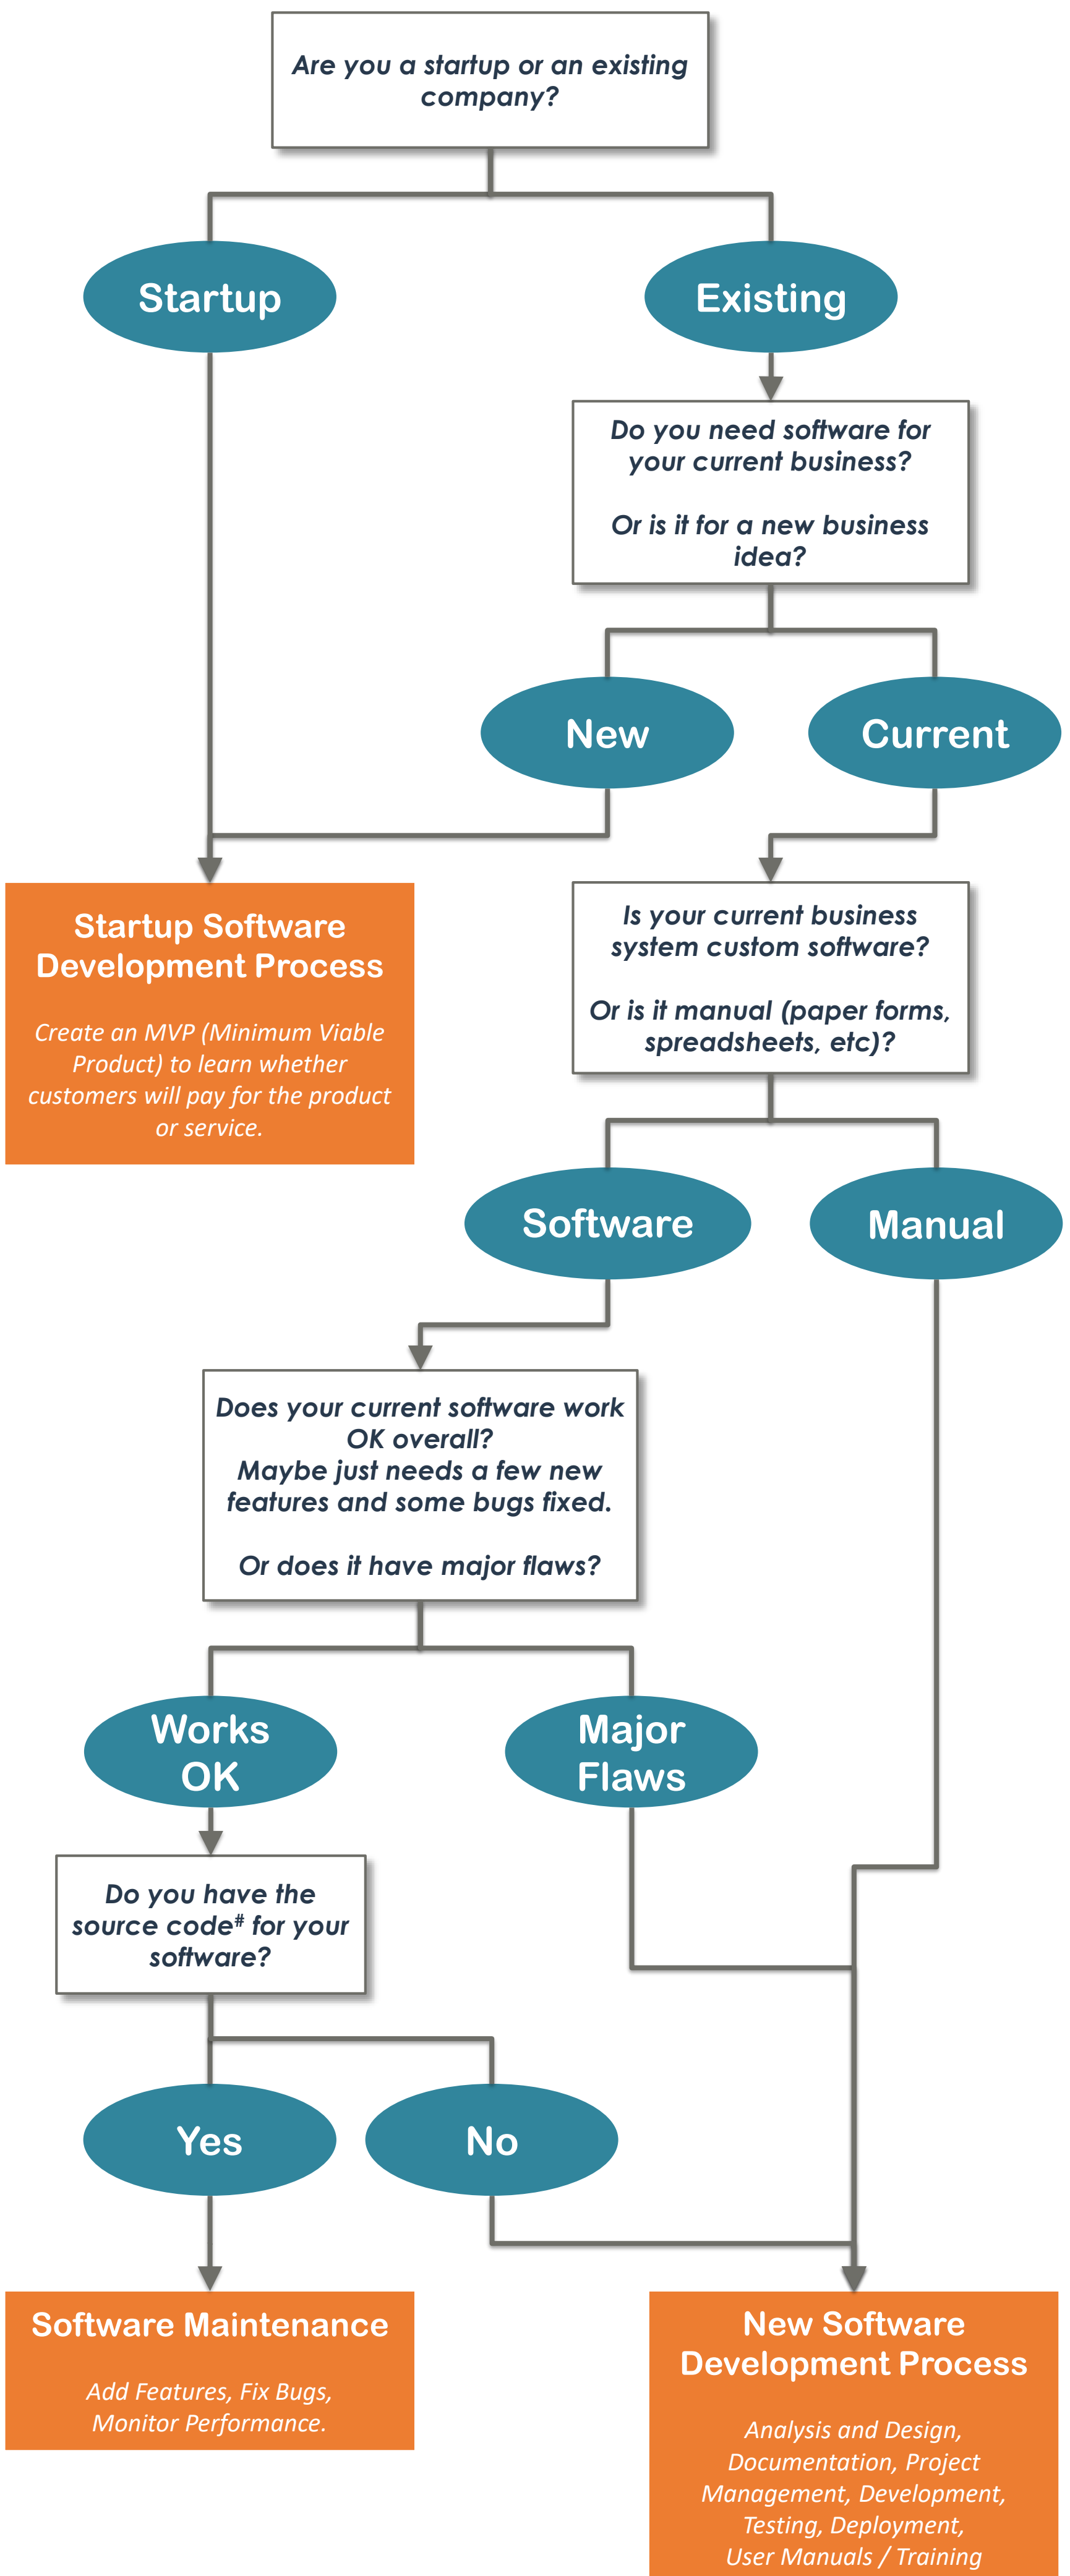 Are you a startup or an existing
company?
Startup
Existing
Do you need software for
your current business?
Or is it for a new business
idea?
New
Current
Startup Software
Development Process
Create an MVP (Minimum Viable
Product) to learn whether
customers will pay for the product
or service.
Is your current business
system custom software?
Or is it manual (paper forms,
spreadsheets, etc)?
Software
Manual
Does your current software work
OK overall?
Maybe just needs a few new
features and some bugs fixed.
Or does it have major flaws?
Works
OK
Major
Flaws
Do you have the
source code# for your
software?
Yes
No
Software Maintenance
Add Features, Fix Bugs,
Monitor Performance.
New Software
Development Process
Analysis and Design,
Documentation, Project
Management, Development,
Testing, Deployment,
User Manuals / Training